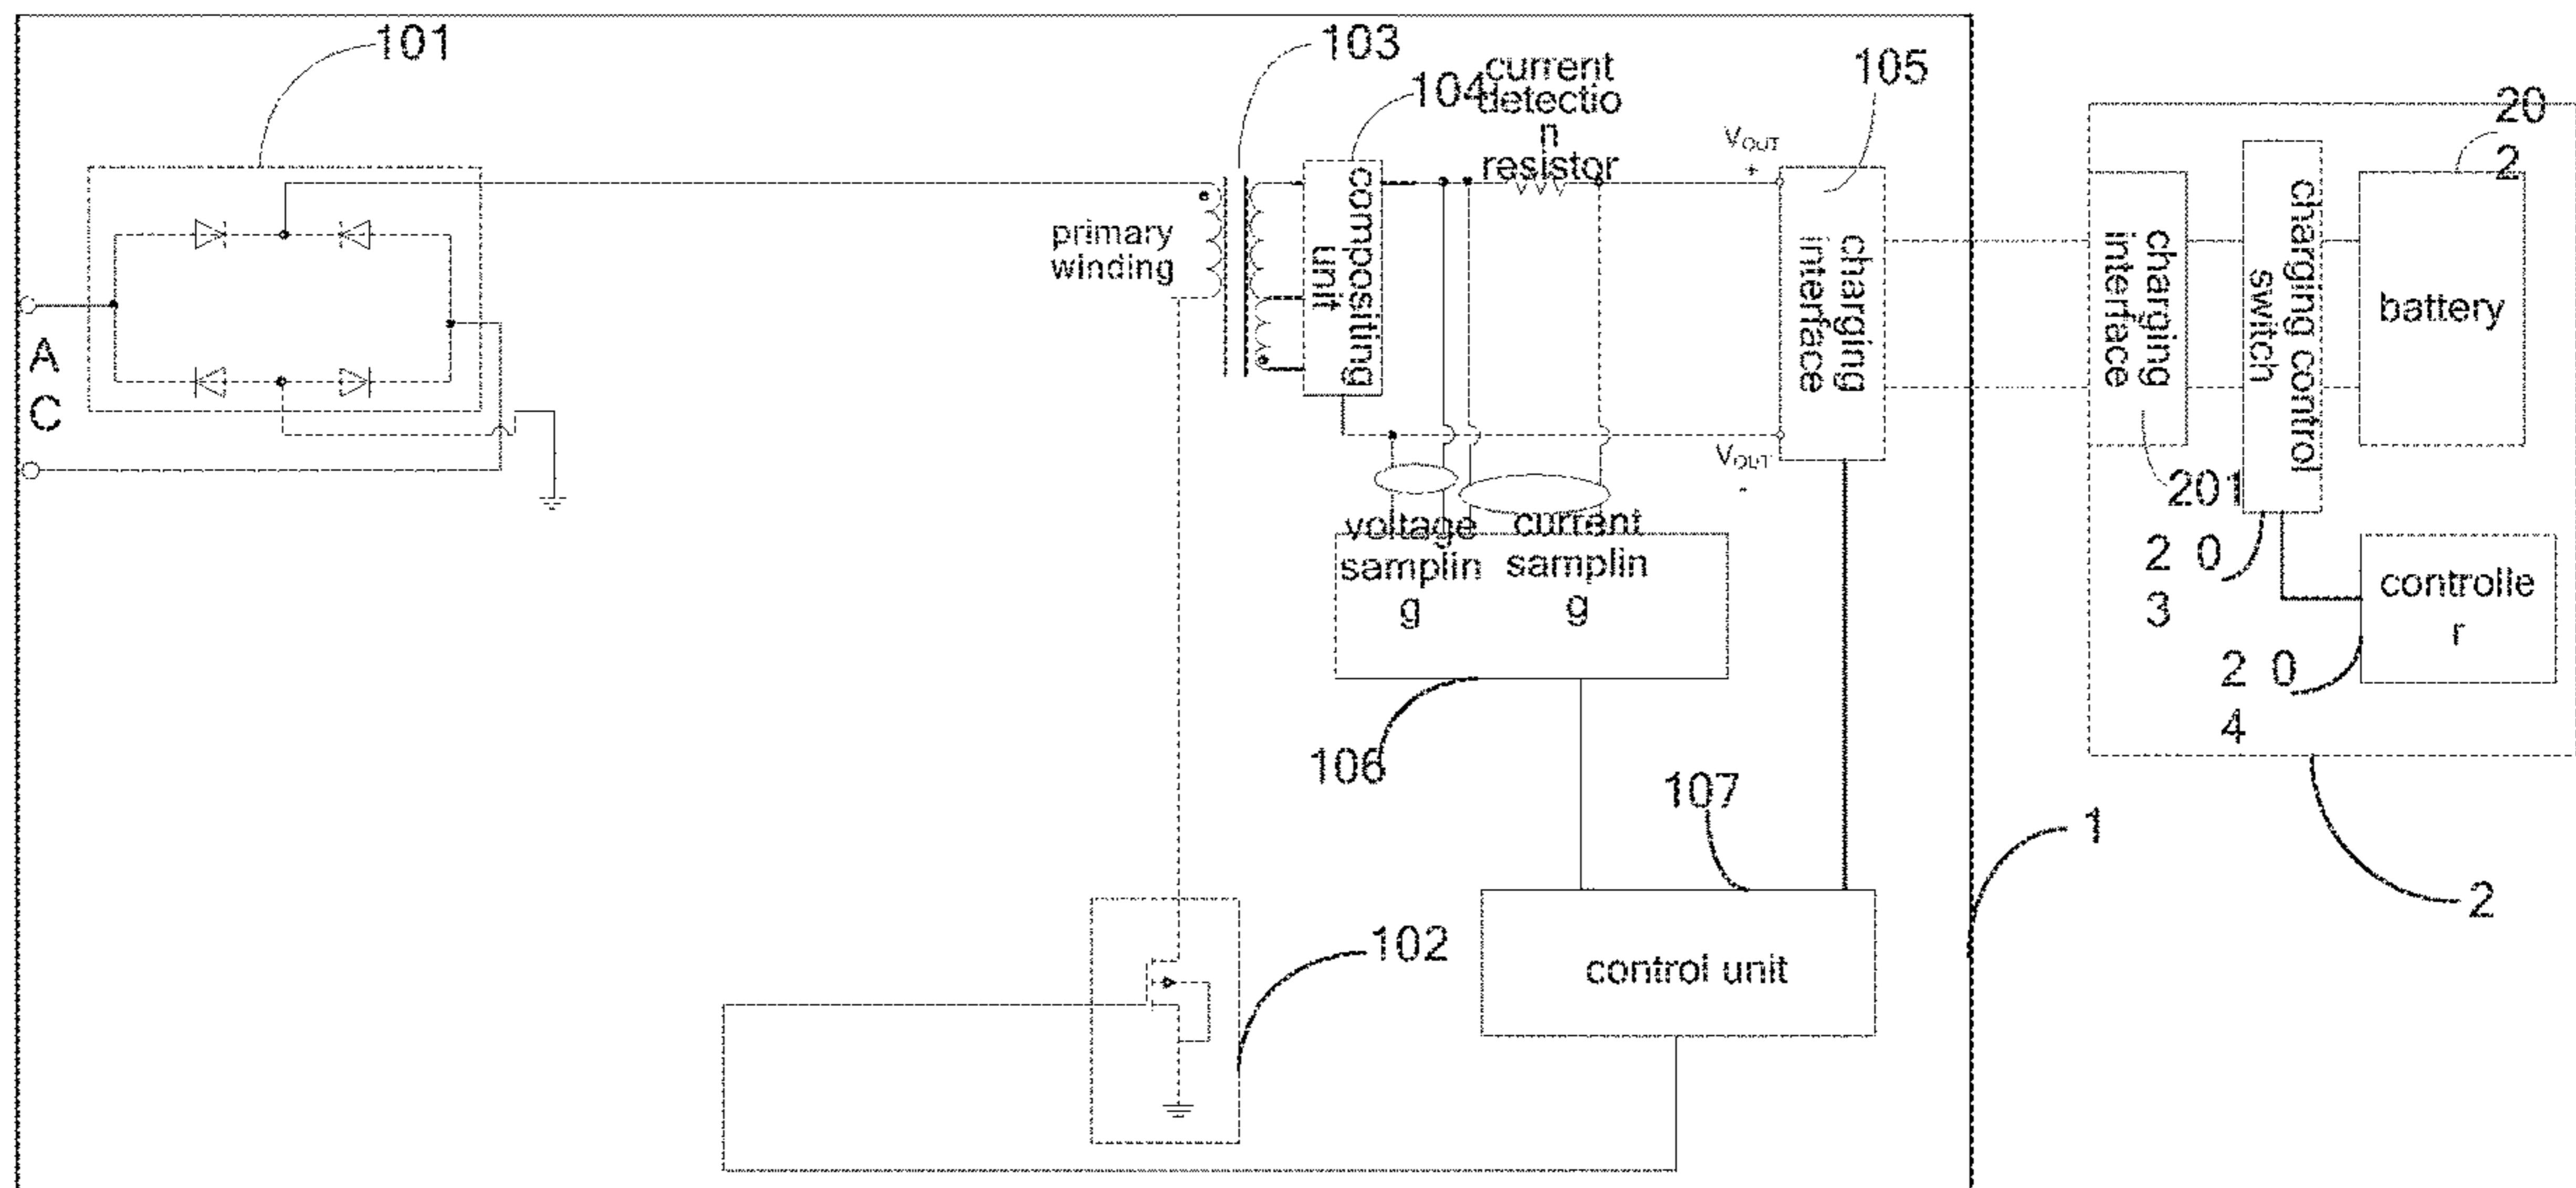 101
103
104
current
detectio
n
resistor
105
20
2
primary
winding
compositing
unit
V_OUT
+
charging
interface
charging
interface
charging control
switch
battery
A
C
V_OUT
-
201
voltage
samplin
g
current
samplin
g
2 0
3
controlle
r
2 0
4
106
107
1
2
102
control unit